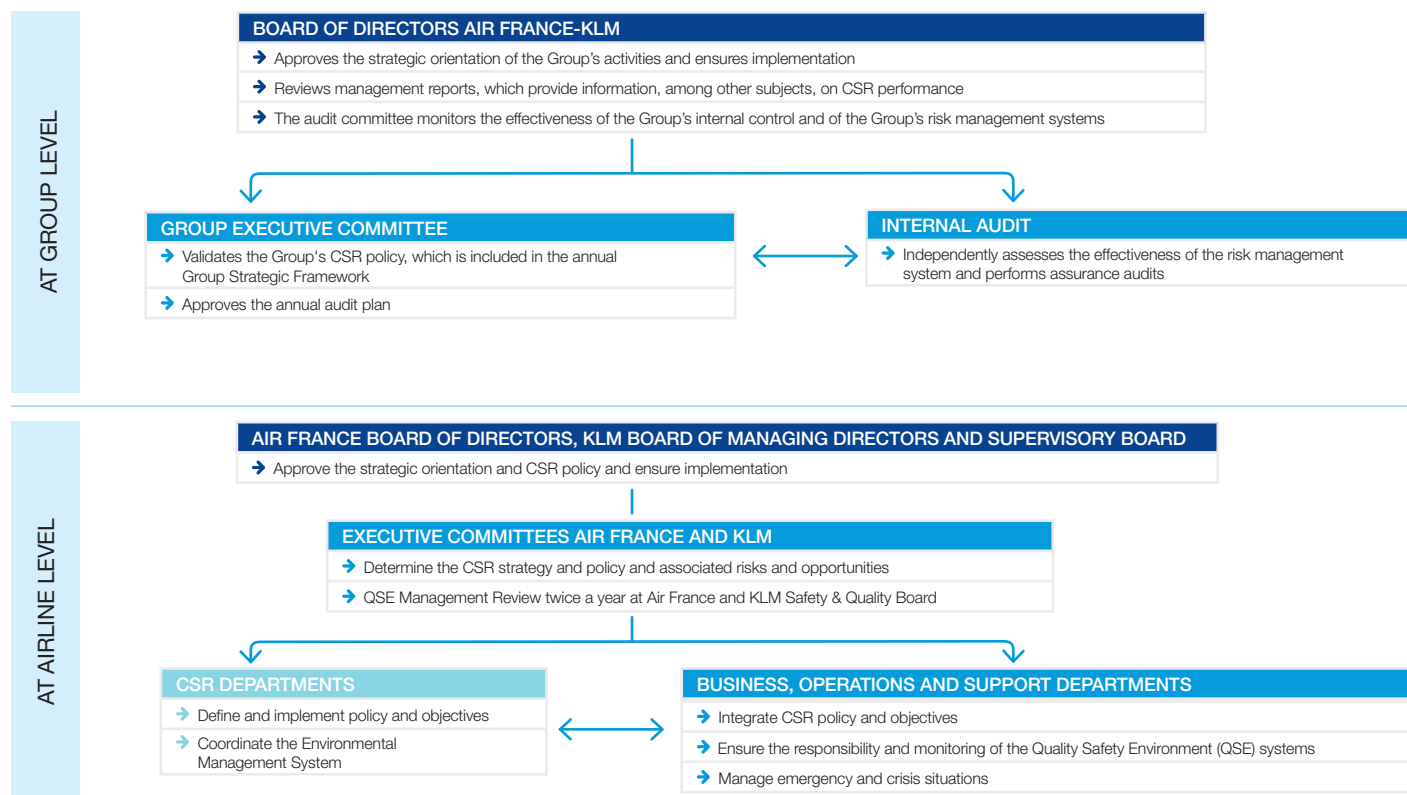 AT GROUP LEVEL
BOARD OF DIRECTORS AIR FRANCE-KLM
Approves the strategic orientation of the Group's activities and ensures implementation
Reviews management reports, which provide information, among other subjects, on CSR performance
The audit committee monitors the effectiveness of the Group's internal control and of the Group's risk management systems
GROUP EXECUTIVE COMMITTEE
Validates the Group's CSR policy, which is included in the annual
Group Strategic Framework
Approves the annual audit plan
INTERNAL AUDIT
Independently assesses the effectiveness of the risk management
system and performs assurance audits
AT AIRLINE LEVEL
AIR FRANCE BOARD OF DIRECTORS, KLM BOARD OF MANAGING DIRECTORS AND SUPERVISORY BOARD
Approve the strategic orientation and CSR policy and ensure implementation
EXECUTIVE COMMITTEES AIR FRANCE AND KLM
Determine the CSR strategy and policy and associated risks and opportunities
QSE Management Review twice a year at Air France and KLM Safety & Quality Board
CSR DEPARTMENTS
Define and implement policy and objectives
Coordinate the Environmental
Management System
BUSINESS, OPERATIONS AND SUPPORT DEPARTMENTS
Integrate CSR policy and objectives
Ensure the responsibility and monitoring of the Quality Safety Environment (QSE) systems
Manage emergency and crisis situations